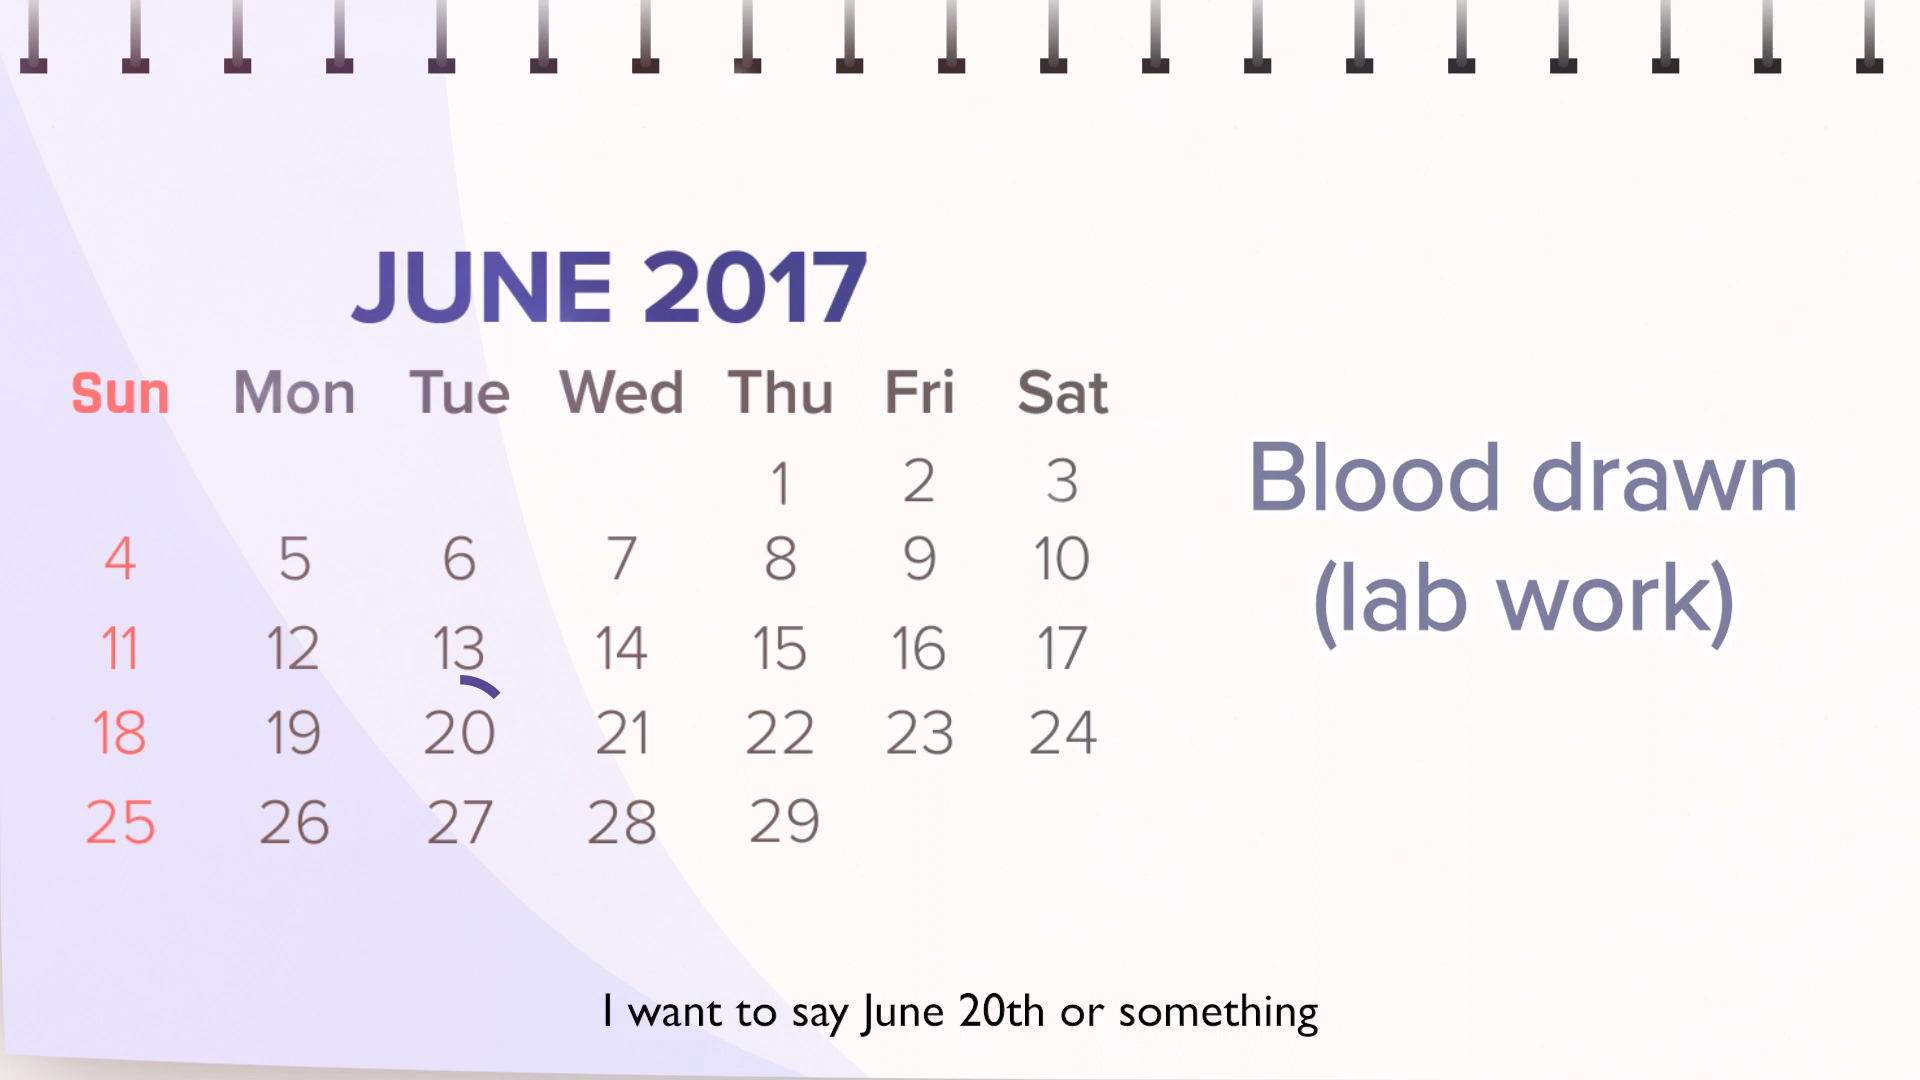 JUNE 2017
Sun Mon Tue Wed Thu Fri Sat
1 2 3
4 5 6 7 8 9 10
11 12 13 14 15 16 17
18 19 20 21 22 23 24
25 26 27 28 29
Blood drawn
(lab work)
I want to say June 20th or something